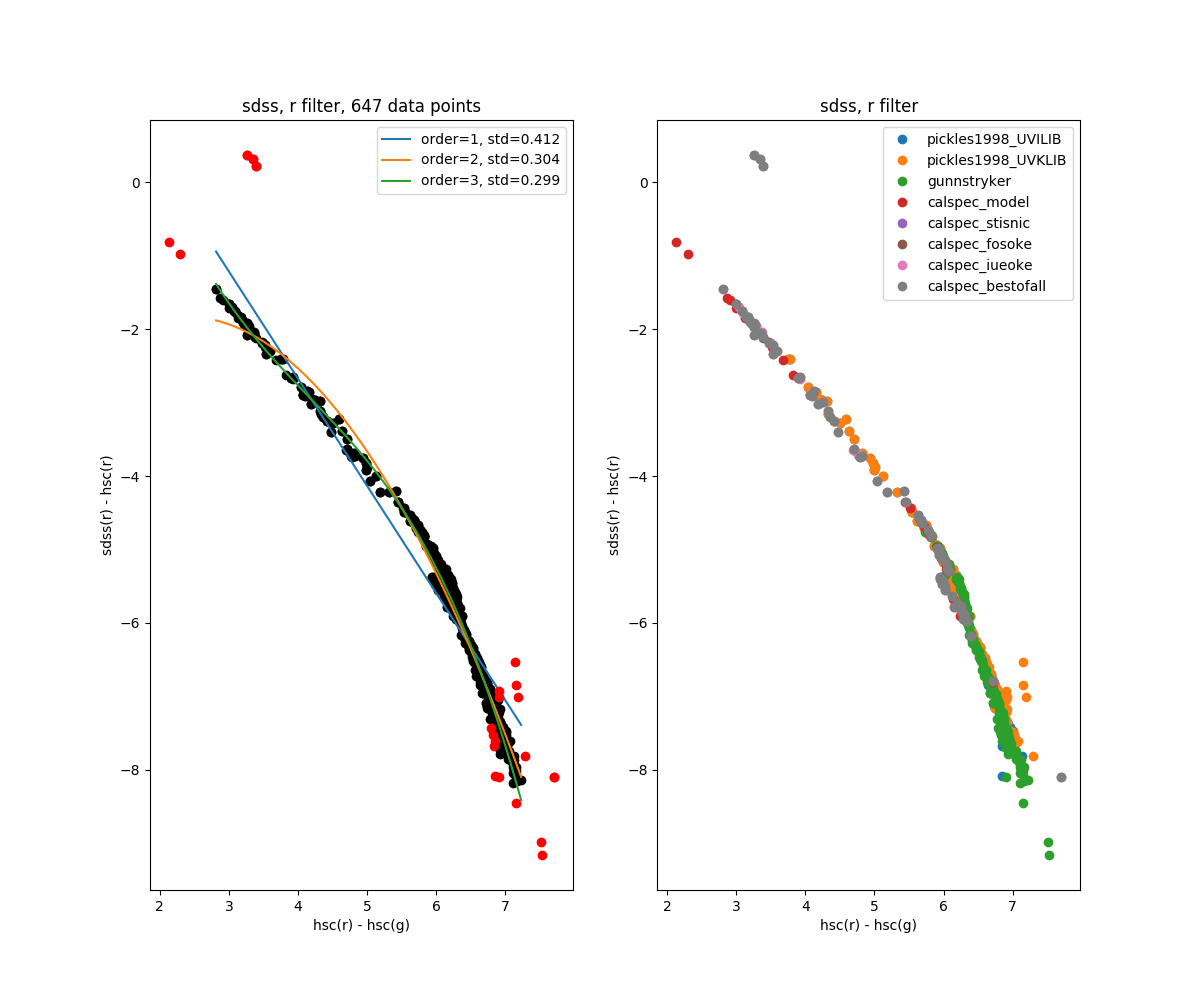 sdss, r filter, 647 data points
order=1, std=0.412
order=2, std=0.304
order=3, std=0.299
0
−2
−4
−6
−8
sdss(r) - hsc(r)
2 3 4 5 6 7
hsc(r) - hsc(g)
sdss, r filter
pickles1998_UVILIB
pickles1998_UVKLIB
gunnstryker
calspec_model
calspec_stisnic
calspec_fosoke
calspec_iueoke
calspec_bestofall
0
−2
−4
−6
−8
sdss(r) - hsc(r)
2 3 4 5 6 7
hsc(r) - hsc(g)